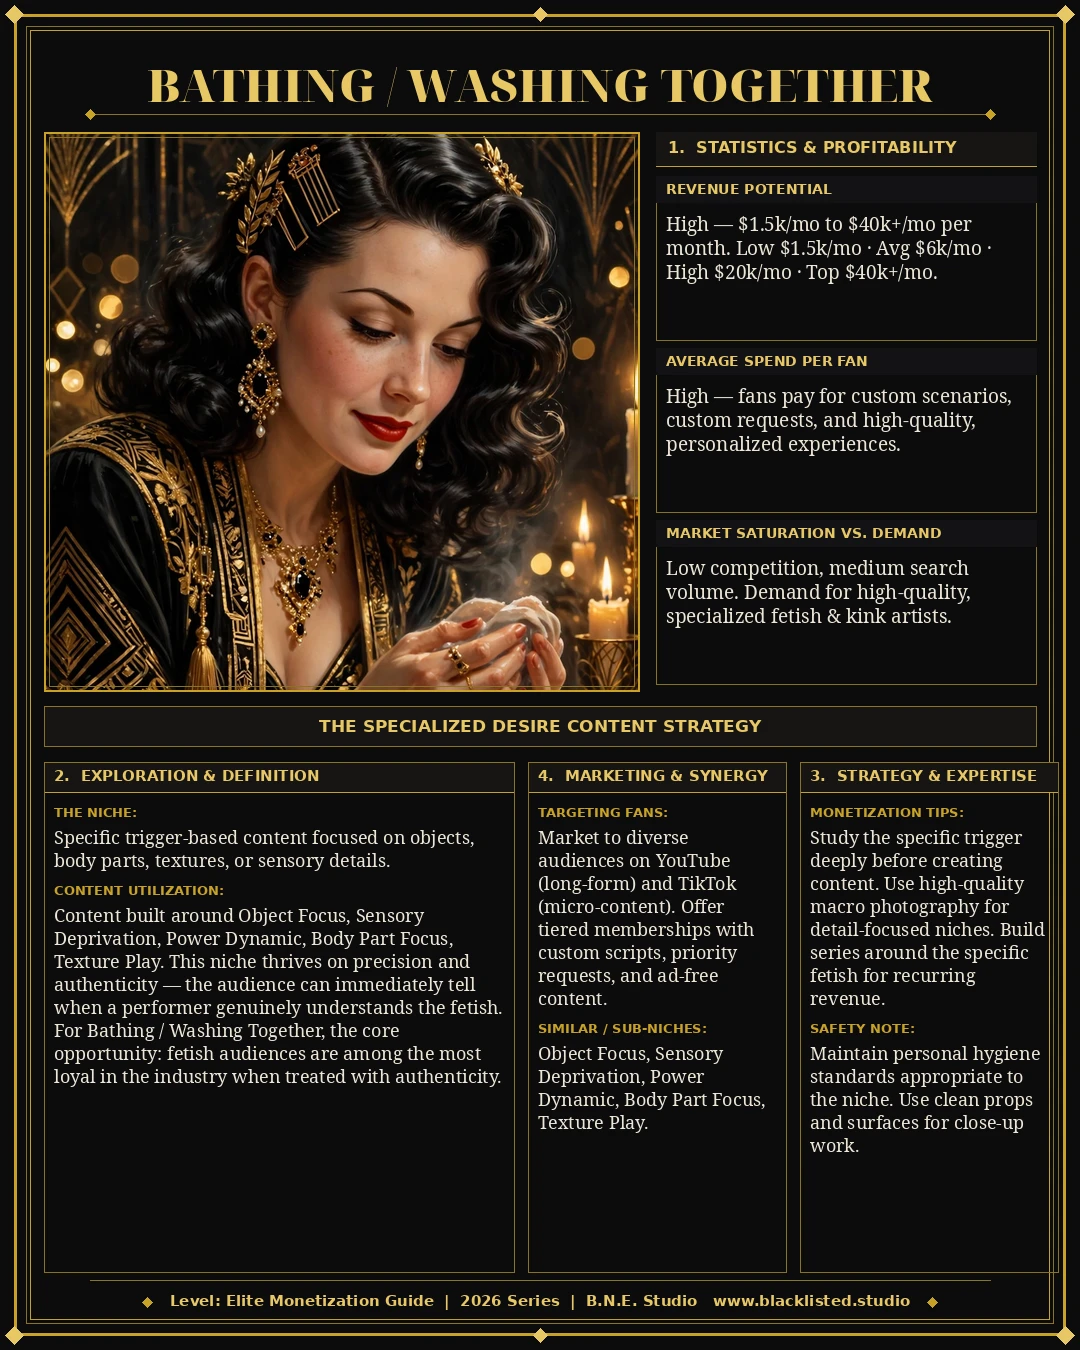 BATHING / WASHING TOGETHER
1. STATISTICS & PROFITABILITY
REVENUE POTENTIAL
High — $1.5k/mo to $40k+/mo per
month. Low $1.5k/mo · Avg $6k/mo ·
High $20k/mo · Top $40k+/mo.
AVERAGE SPEND PER FAN
High — fans pay for custom scenarios,
custom requests, and high-quality,
personalized experiences.
MARKET SATURATION VS. DEMAND
Low competition, medium search
volume. Demand for high-quality,
specialized fetish & kink artists.
THE SPECIALIZED DESIRE CONTENT STRATEGY
2. EXPLORATION & DEFINITION
THE NICHE:
Specific trigger-based content focused on objects,
body parts, textures, or sensory details.
CONTENT UTILIZATION:
Content built around Object Focus, Sensory
Deprivation, Power Dynamic, Body Part Focus,
Texture Play. This niche thrives on precision and
authenticity — the audience can immediately tell
when a performer genuinely understands the fetish.
For Bathing / Washing Together, the core
opportunity: fetish audiences are among the most
loyal in the industry when treated with authenticity.
4. MARKETING & SYNERGY
TARGETING FANS:
Market to diverse
audiences on YouTube
(long-form) and TikTok
(micro-content). Offer
tiered memberships with
custom scripts, priority
requests, and ad-free
content.
SIMILAR / SUB-NICHES:
Object Focus, Sensory
Deprivation, Power
Dynamic, Body Part Focus,
Texture Play.
3. STRATEGY & EXPERTISE
MONETIZATION TIPS:
Study the specific trigger
deeply before creating
content. Use high-quality
macro photography for
detail-focused niches. Build
series around the specific
fetish for recurring
revenue.
SAFETY NOTE:
Maintain personal hygiene
standards appropriate to
the niche. Use clean props
and surfaces for close-up
work.
Level: Elite Monetization Guide | 2026 Series | B.N.E. Studio www.blacklisted.studio